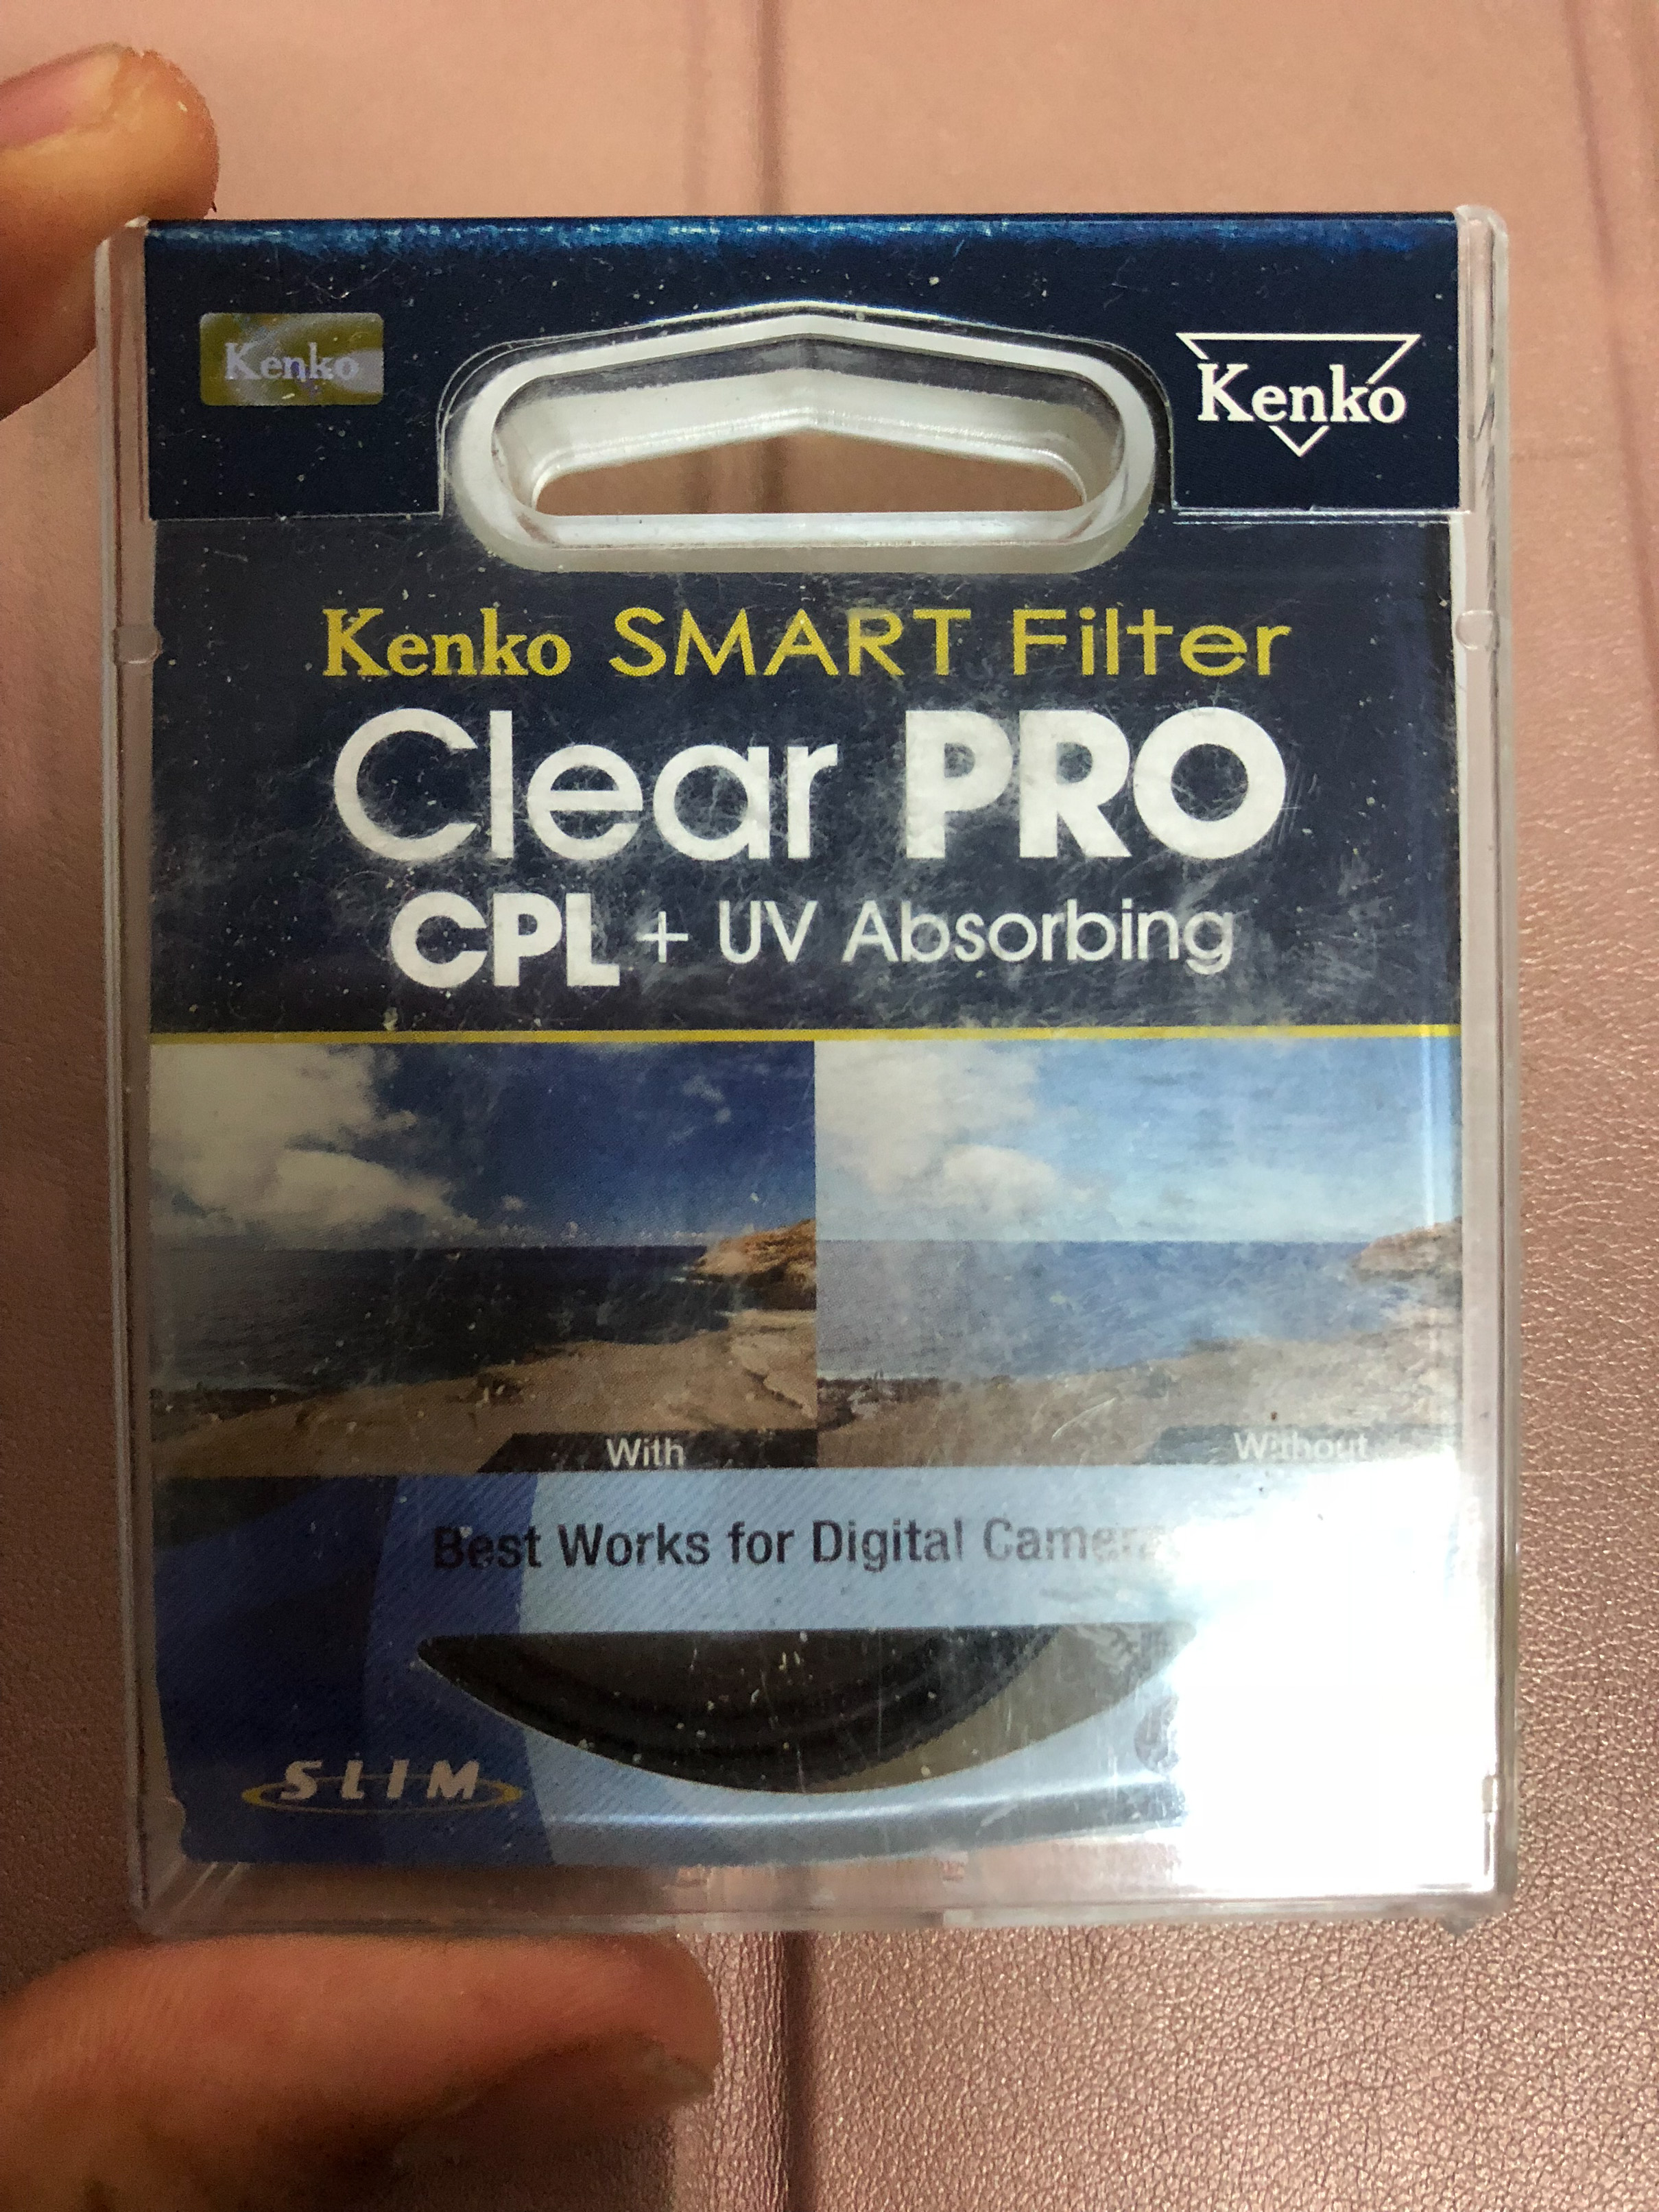 Kenko
Kenko
Kenko SMART Filter
Clear PRO
CPL + UV Absorbing
With
Without
Best Works for Digital
SLIM